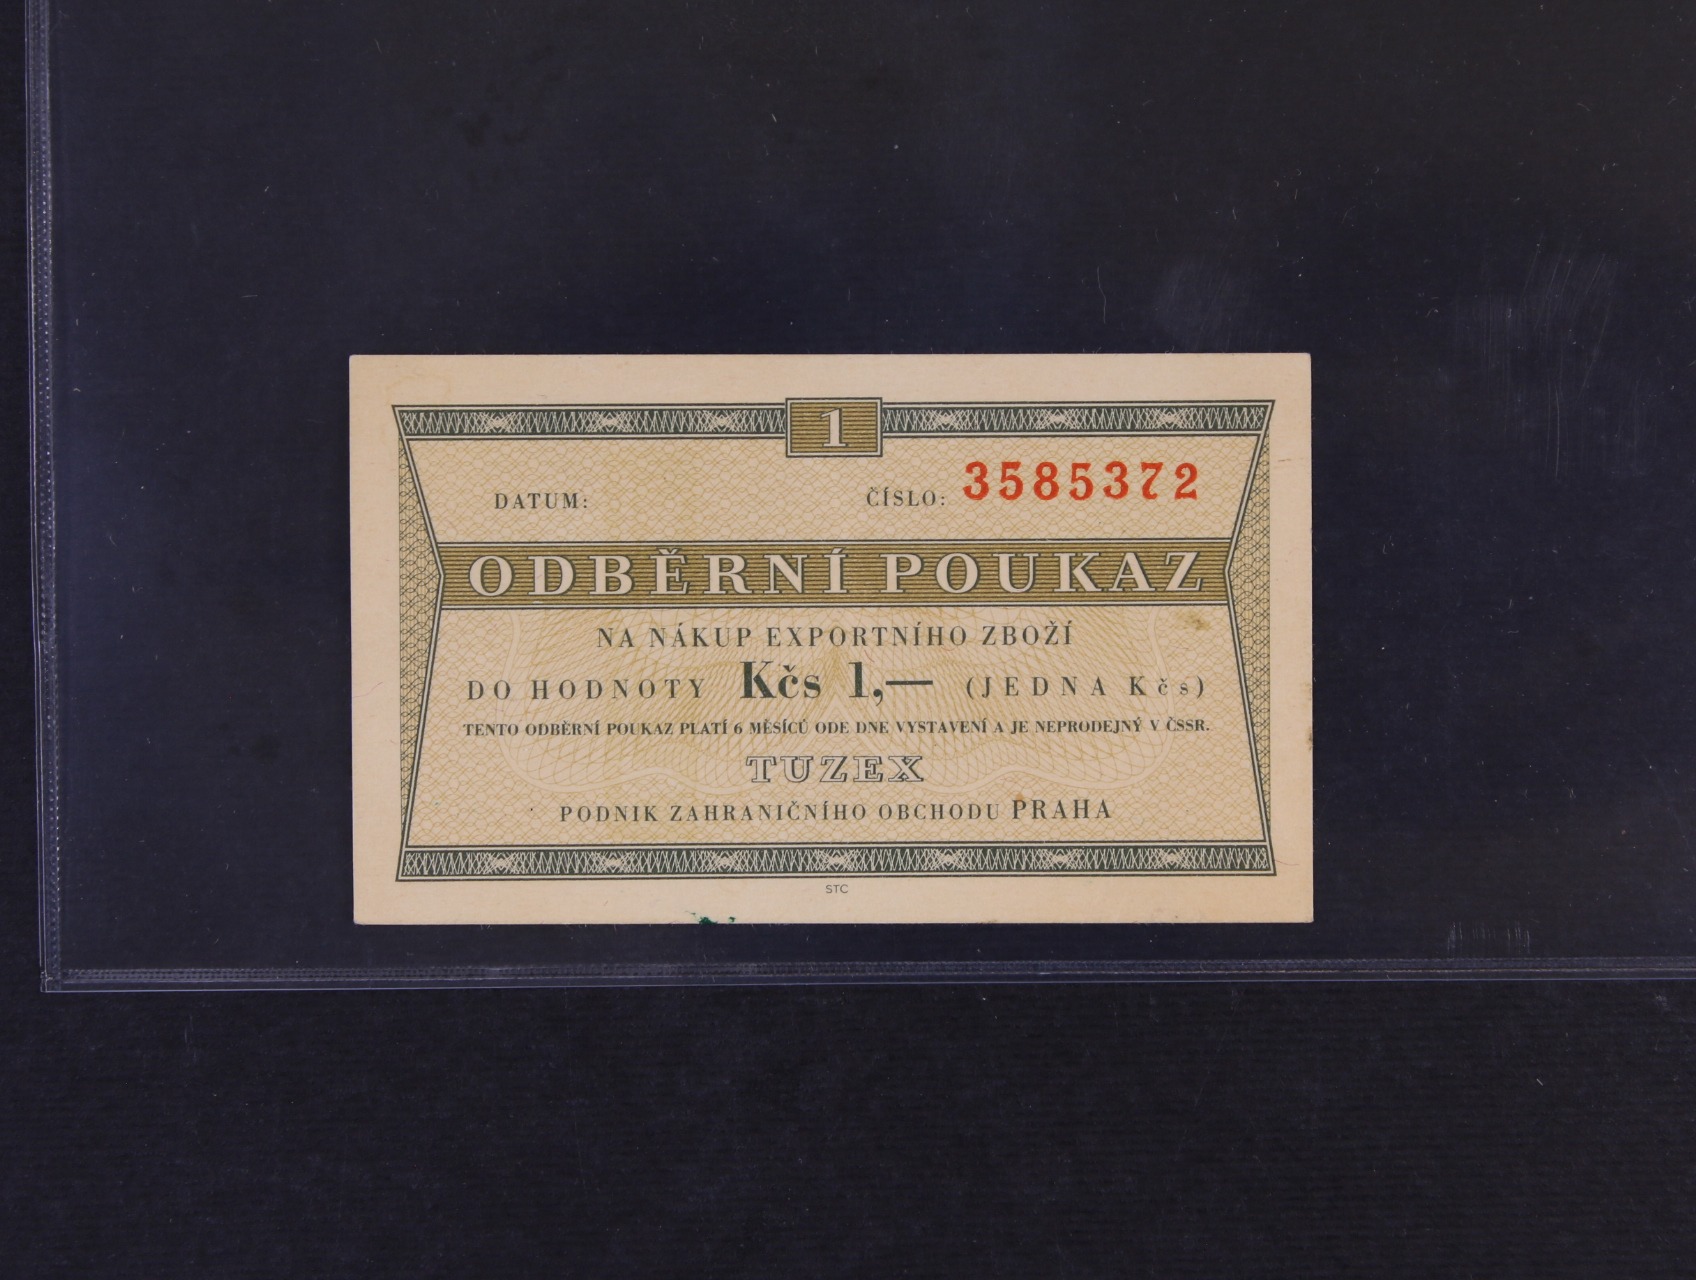 1
DATUM: ČÍSLO: 3585372
ODBĚRNÍ POUKAZ
NA NÁKUP EXPORTNÍHO ZBOŽÍ
DO HODNOTY Kčs 1,— (JEDNA Kčs)
TENTO ODBĚRNÍ POUKAZ PLATÍ 6 MĚSÍCŮ ODE DNE VYSTAVENÍ A JE NEPRODEJNÝ V ČSSR.
TUZEX
PODNIK ZAHRANIČNÍHO OBCHODU PRAHA
STC